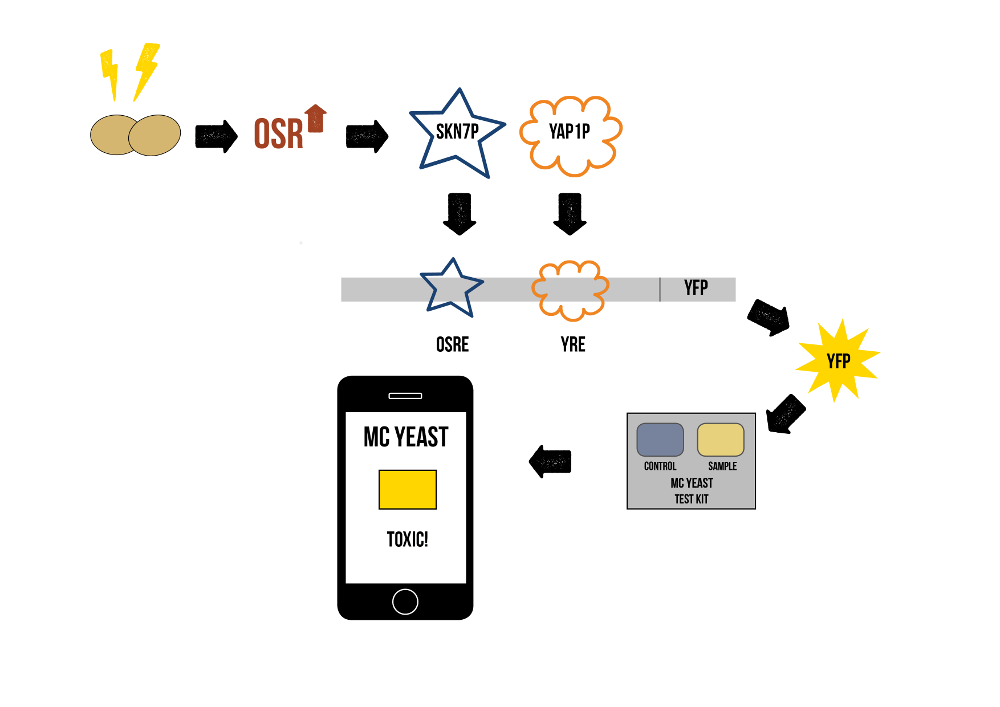 OSR
SKN7P
YAP1P
YFP
OSRE
YRE
YFP
MC YEAST
TOXIC!
CONTROL
SAMPLE
MC YEAST
TEST KIT